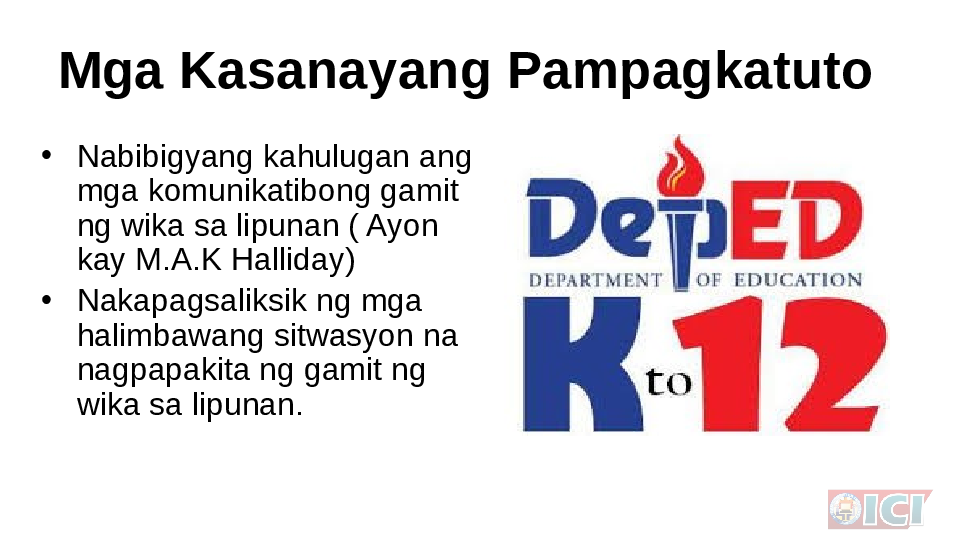 Mga Kasanayang Pampagkatuto
• Nabibigyang kahulugan ang
mga komunikatibong gamit
ng wika sa lipunan ( Ayon
kay M.A.K Halliday)
• Nakapagsaliksik ng mga
halimbawang sitwasyon na
nagpapakita ng gamit ng
wika sa lipunan.
DepED
DEPARTMENT OF EDUCATION
K to 12
ICI